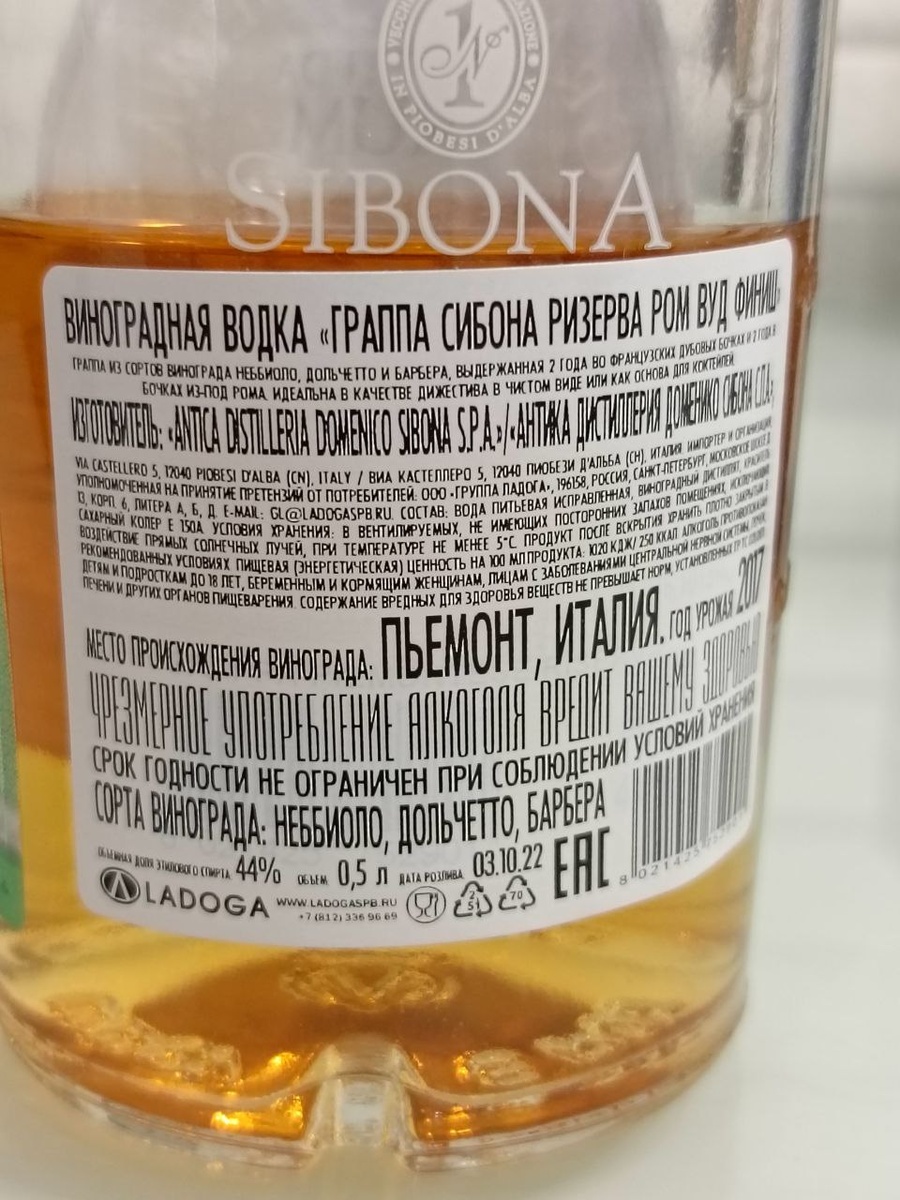 IN PIOBESI D'ALBA
SIBONA
ВИНОГРАДНАЯ ВОДКА «ГРАППА СИБОНА РИЗЕРВА РОМ ВУД ФИНИШ»
ГРАППА ИЗ СОРТОВ ВИНОГРАДА НЕББИОЛО, ДОЛЬЧЕТТО И БАРБЕРА, ВЫДЕРЖАННАЯ 2 ГОДА ВО ФРАНЦУЗСКИХ ДУБОВЫХ БОЧКАХ И 2 ГОДА В
БОЧКАХ ИЗ-ПОД РОМА. ИДЕАЛЬНА В КАЧЕСТВЕ ДИЖЕСТИВА В ЧИСТОМ ВИДЕ ИЛИ КАК ОСНОВА ДЛЯ КОКТЕЙЛЕЙ.
ИЗГОТОВИТЕЛЬ: «ANTICA DISTILLERIA DOMENICO SIBONA S.P.A.»/«АНТИКА ДИСТИЛЛЕРИЯ ДОМЕНИКО СИБОНА С.П.А»,
VIA CASTELLERO 5, 12040 PIOBESI D'ALBA (CN), ITALY / ВИА КАСТЕЛЛЕРО 5, 12040 ПИОБЕЗИ Д'АЛЬБА (CH), ИТАЛИЯ. ИМПОРТЕР И ОРГАНИЗАЦИЯ,
УПОЛНОМОЧЕННАЯ НА ПРИНЯТИЕ ПРЕТЕНЗИЙ ОТ ПОТРЕБИТЕЛЕЙ: ООО «ГРУППА ЛАДОГА», 196158, РОССИЯ, САНКТ-ПЕТЕРБУРГ, МОСКОВСКОЕ ШОССЕ Д.
13, КОРП. 6, ЛИТЕРА А, Б, Д. E-MAIL: GL@LADOGASPB.RU. СОСТАВ: ВОДА ПИТЬЕВАЯ ИСПРАВЛЕННАЯ, ВИНОГРАДНЫЙ ДИСТИЛЛЯТ, КРАСИТЕЛЬ
САХАРНЫЙ КОЛЕР Е 150А. УСЛОВИЯ ХРАНЕНИЯ: В ВЕНТИЛИРУЕМЫХ, НЕ ИМЕЮЩИХ ПОСТОРОННИХ ЗАПАХОВ ПОМЕЩЕНИЯХ, ИСКЛЮЧАЮЩИХ
ВОЗДЕЙСТВИЕ ПРЯМЫХ СОЛНЕЧНЫХ ЛУЧЕЙ, ПРИ ТЕМПЕРАТУРЕ НЕ МЕНЕЕ 5°C. ПРОДУКТ ПОСЛЕ ВСКРЫТИЯ ХРАНИТЬ ПЛОТНО ЗАКРЫТЫМ В
РЕКОМЕНДОВАННЫХ УСЛОВИЯХ ПИЩЕВАЯ (ЭНЕРГЕТИЧЕСКАЯ) ЦЕННОСТЬ НА 100 МЛ ПРОДУКТА: 1020 КДЖ/ 250 ККАЛ. АЛКОГОЛЬ ПРОТИВОПОКАЗАН
ДЕТЯМ И ПОДРОСТКАМ ДО 18 ЛЕТ, БЕРЕМЕННЫМ И КОРМЯЩИМ ЖЕНЩИНАМ, ЛИЦАМ С ЗАБОЛЕВАНИЯМИ ЦЕНТРАЛЬНОЙ НЕРВНОЙ СИСТЕМЫ, ПОЧЕК,
ПЕЧЕНИ И ДРУГИХ ОРГАНОВ ПИЩЕВАРЕНИЯ. СОДЕРЖАНИЕ ВРЕДНЫХ ДЛЯ ЗДОРОВЬЯ ВЕЩЕСТВ НЕ ПРЕВЫШАЕТ НОРМ, УСТАНОВЛЕННЫХ ТР ТС
МЕСТО ПРОИСХОЖДЕНИЯ ВИНОГРАДА: ПЬЕМОНТ, ИТАЛИЯ. ГОД УРОЖАЯ 2017
ЧРЕЗМЕРНОЕ УПОТРЕБЛЕНИЕ АЛКОГОЛЯ ВРЕДИТ ВАШЕМУ ЗДОРОВЬЮ
СРОК ГОДНОСТИ НЕ ОГРАНИЧЕН ПРИ СОБЛЮДЕНИИ УСЛОВИЙ ХРАНЕНИЯ
СОРТА ВИНОГРАДА: НЕББИОЛО, ДОЛЬЧЕТТО, БАРБЕРА
ОБЪЕМНАЯ ДОЛЯ ЭТИЛОВОГО СПИРТА 44% ОБЪЕМ 0,5 Л ДАТА РОЗЛИВА 03.10.22 ЕАС
LADOGA WWW.LADOGASPB.RU
+7 (812) 336 96 69